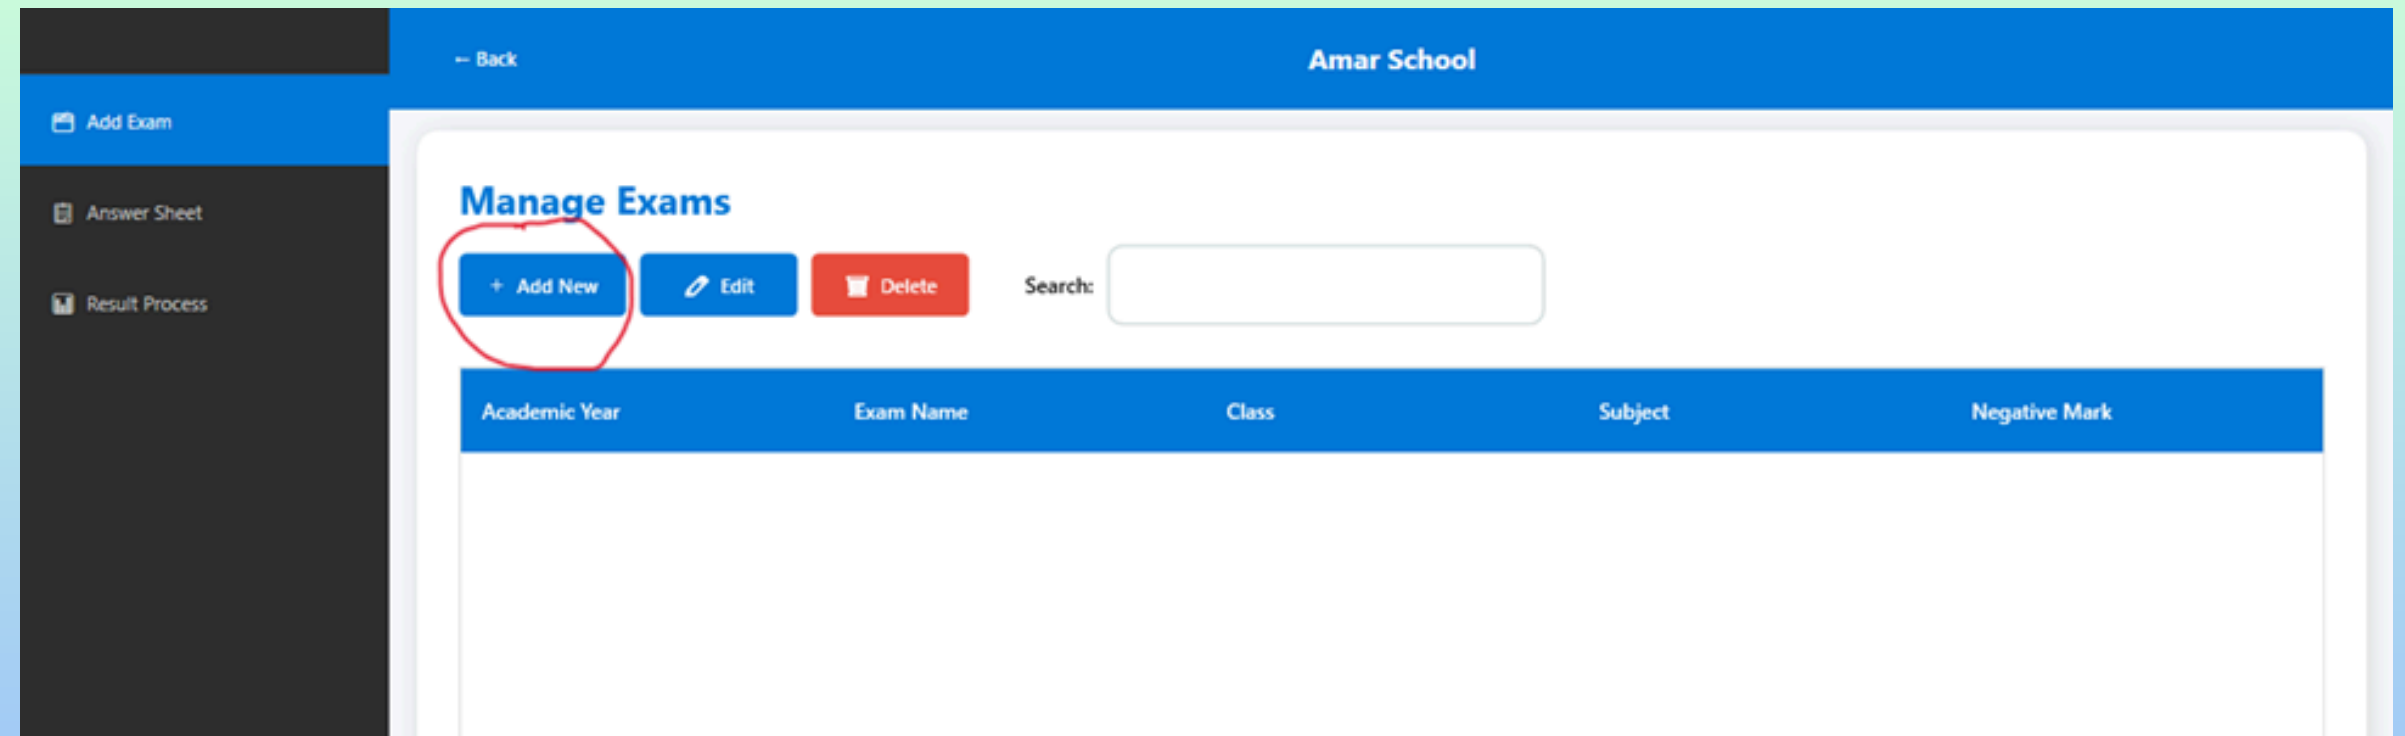 ← Back
Amar School
Add Exam
Answer Sheet
Result Process
Manage Exams
+ Add New
Edit
Delete
Search:
Academic Year Exam Name Class Subject Negative Mark